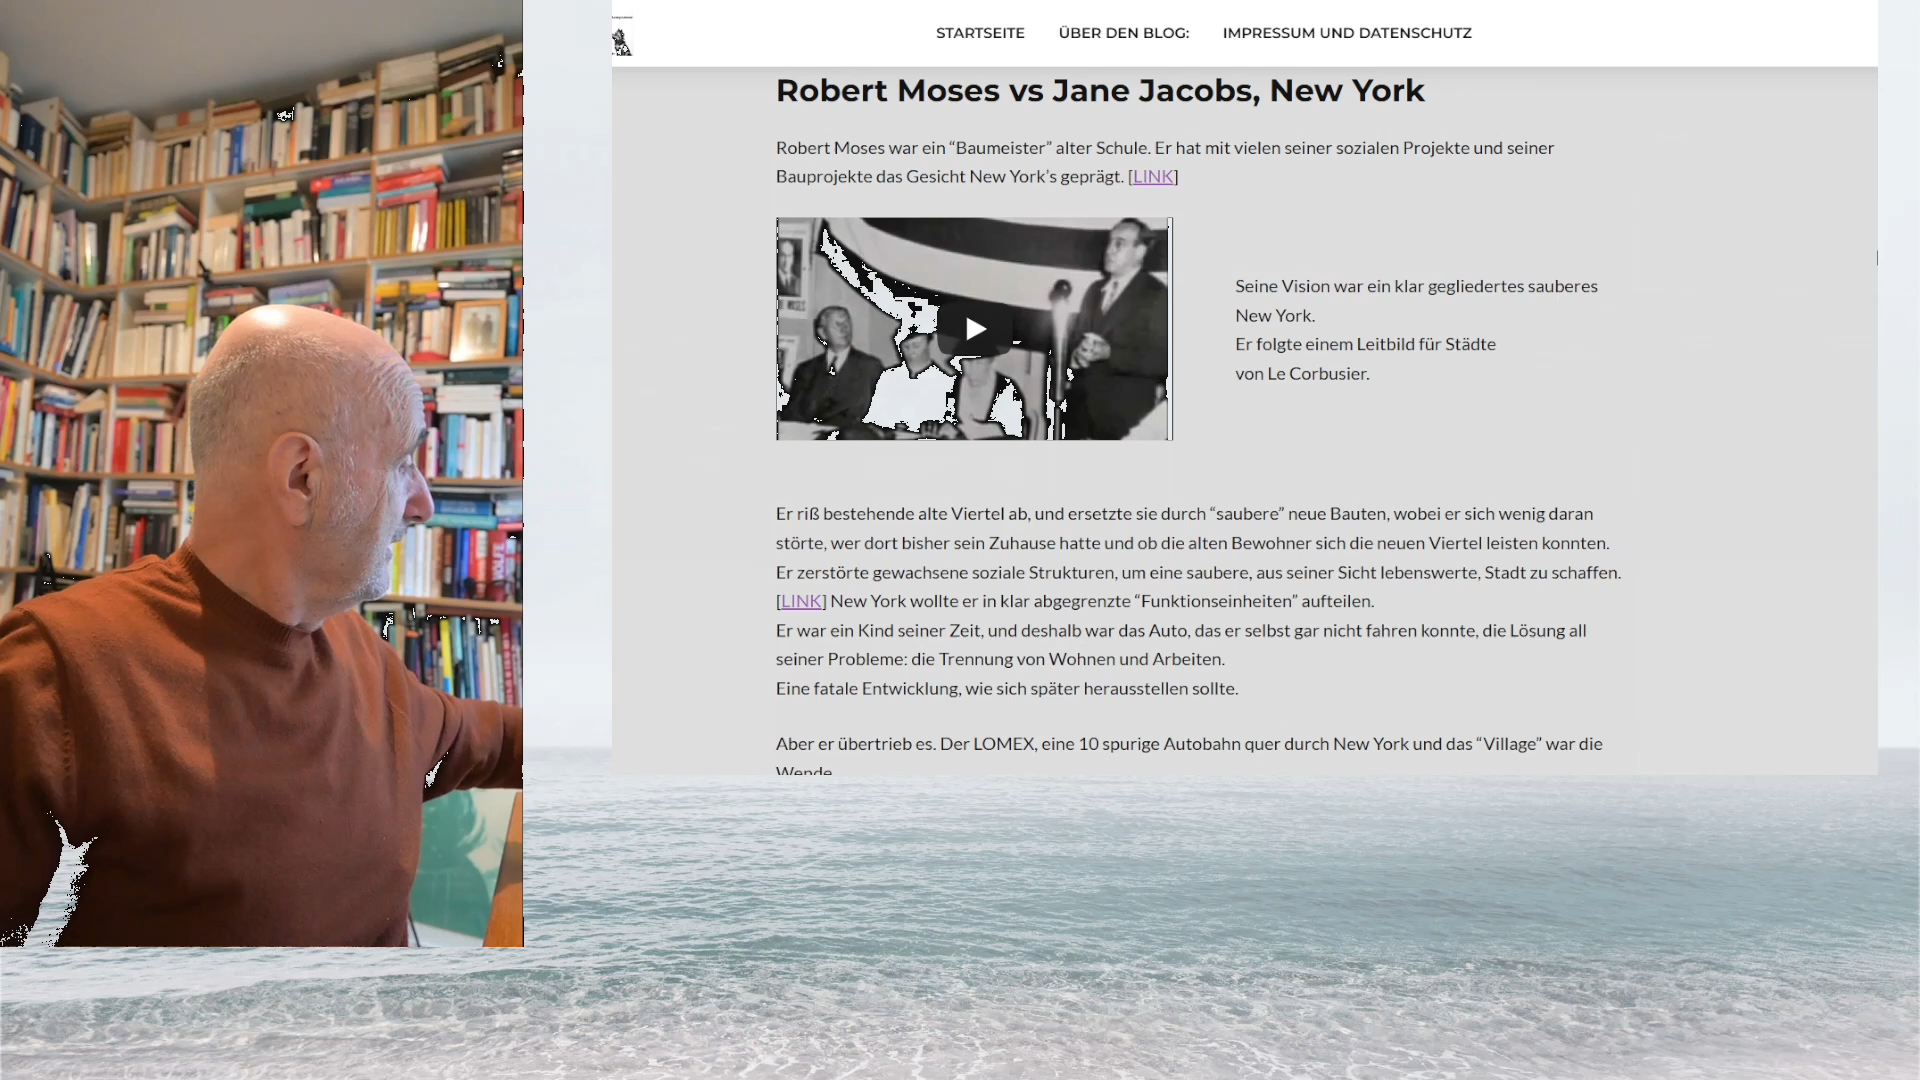 STARTSEITE
ÜBER DEN BLOG:
IMPRESSUM UND DATENSCHUTZ
Robert Moses vs Jane Jacobs, New York
Robert Moses war ein “Baumeister” alter Schule. Er hat mit vielen seiner sozialen Projekte und seiner
Bauprojekte das Gesicht New York’s geprägt. [LINK]
Seine Vision war ein klar gegliedertes sauberes
New York.
Er folgte einem Leitbild für Städte
von Le Corbusier.
Er riß bestehende alte Viertel ab, und ersetzte sie durch “saubere” neue Bauten, wobei er sich wenig daran
störte, wer dort bisher sein Zuhause hatte und ob die alten Bewohner sich die neuen Viertel leisten konnten.
Er zerstörte gewachsene soziale Strukturen, um eine saubere, aus seiner Sicht lebenswerte, Stadt zu schaffen.
[LINK] New York wollte er in klar abgegrenzte “Funktionseinheiten” aufteilen.
Er war ein Kind seiner Zeit, und deshalb war das Auto, das er selbst gar nicht fahren konnte, die Lösung all
seiner Probleme: die Trennung von Wohnen und Arbeiten.
Eine fatale Entwicklung, wie sich später herausstellen sollte.
Aber er übertrieb es. Der LOMEX, eine 10 spurige Autobahn quer durch New York und das “Village” war die
Wende